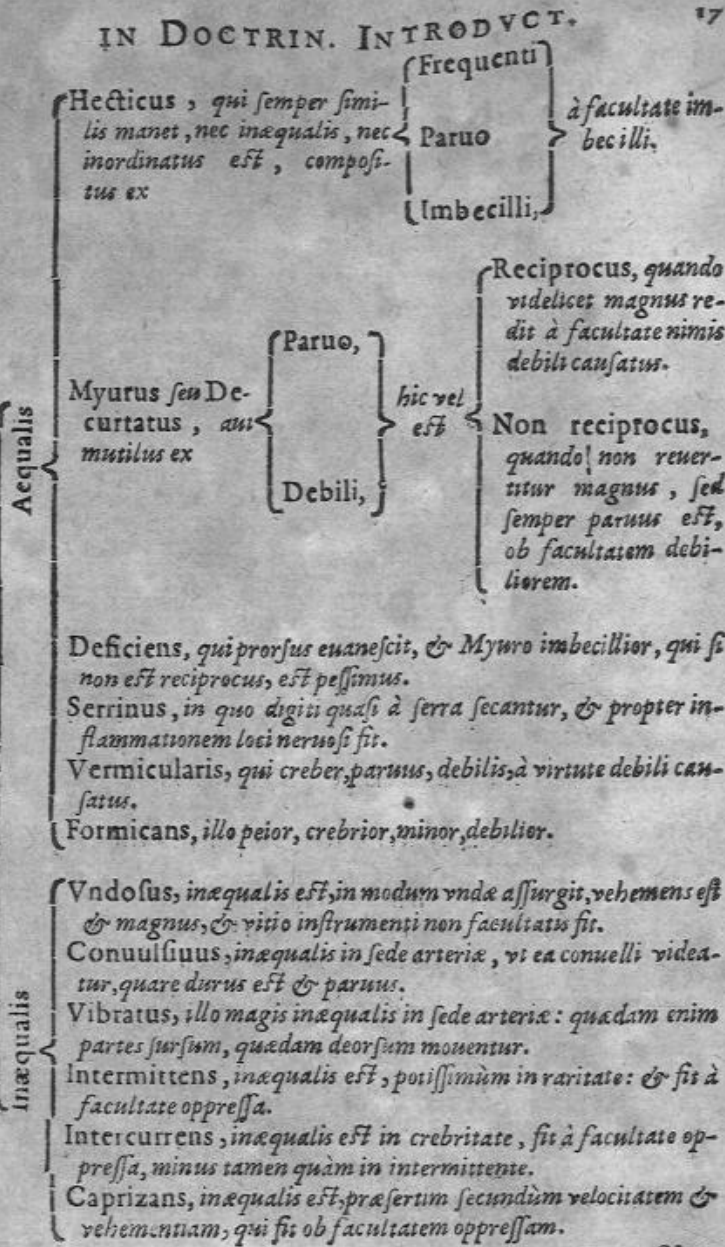 IN DOCTRIN. INTRODVCT. 17
Aequalis
Hecticus, qui semper simi-
lis manet, nec inæqualis, nec
inordinatus est, composi-
tus ex
Frequenti
Paruo
Imbecilli,
à facultate im-
becilli.
Myurus seu De-
curtatus, aut
mutilus ex
Paruo,
Debili,
hic vel
est
Reciprocus, quando
videlicet magnus re-
dit à facultate nimis
debili causatus.
Non reciprocus,
quando non reuer-
titur magnus, sed
semper paruus est,
ob facultatem debi-
liorem.
Deficiens, qui prorsus euanescit, & Myuro imbecillior, qui si
non est reciprocus, est pessimus.
Serrinus, in quo digiti quasi à serra secantur, & propter in-
flammationem loci neruosi fit.
Vermicularis, qui creber, paruus, debilis, à virtute debili cau-
satus.
Formicans, illo peior, crebrior, minor, debilior.
Inæqualis
Vndosus, inæqualis est, in modum vndæ assurgit, vehemens est
& magnus, & vitio instrumenti non facultatis fit.
Conuulsiuus, inæqualis in sede arteriæ, vt ea conuelli videa-
tur, quare durus est & paruus.
Vibratus, illo magis inæqualis in sede arteriæ: quædam enim
partes sursum, quædam deorsum mouentur.
Intermittens, inæqualis est, potissimùm in raritate: & fit à
facultate oppressa.
Intercurrens, inæqualis est in crebritate, fit à facultate op-
pressa, minus tamen quàm in intermittente.
Caprizans, inæqualis est, præsertim secundùm velocitatem &
vehementiam, qui fit ob facultatem oppressam.